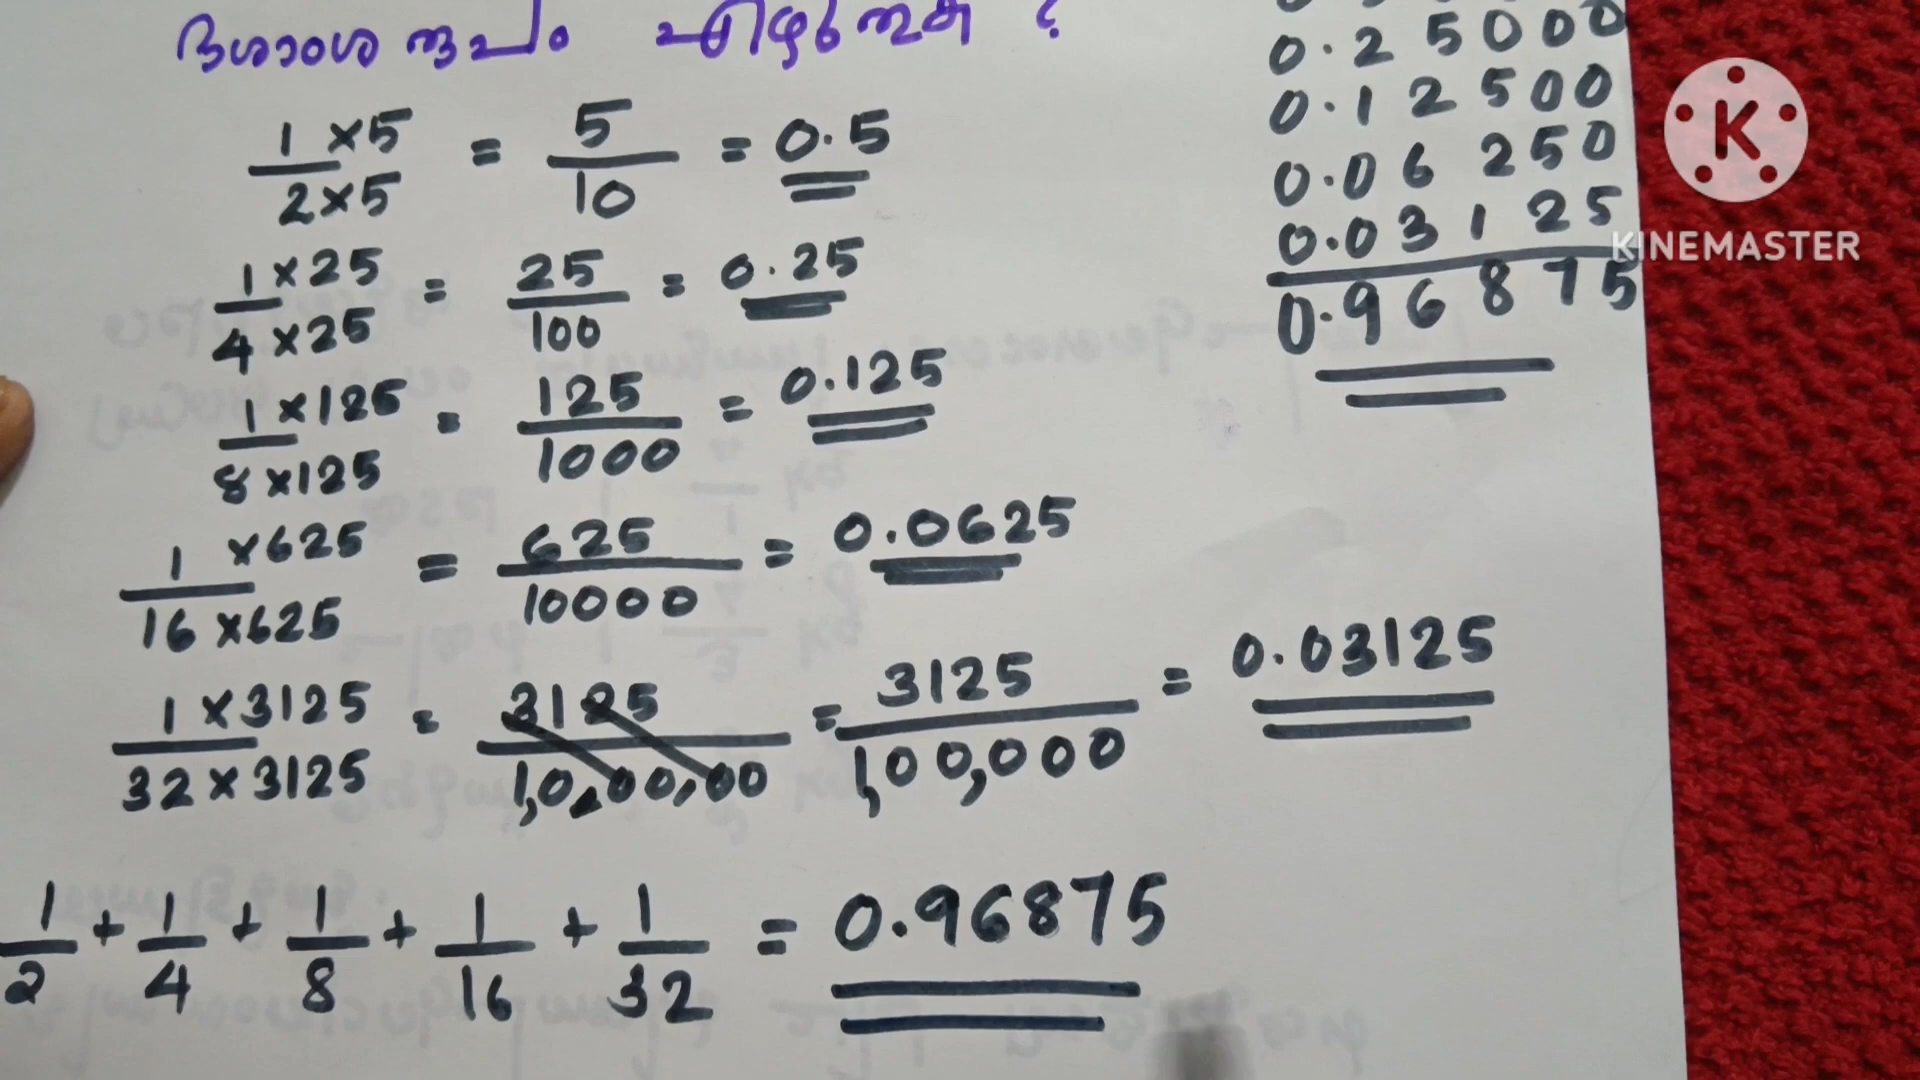 ദശാംശ രൂപം എഴുതുക ?
1 ×5 / 2×5 = 5/10 = 0.5
1×25 / 4×25 = 25/100 = 0.25
1×125 / 8×125 = 125/1000 = 0.125
1 ×625 / 16×625 = 625/10000 = 0.0625
1×3125 / 32×3125 = 3125/1,0,00,00,00 = 3125/1,00,000 = 0.03125
1/2 + 1/4 + 1/8 + 1/16 + 1/32 = 0.96875
0.25000
0.12500
0.06250
0.03125
0.96875
KINEMASTER